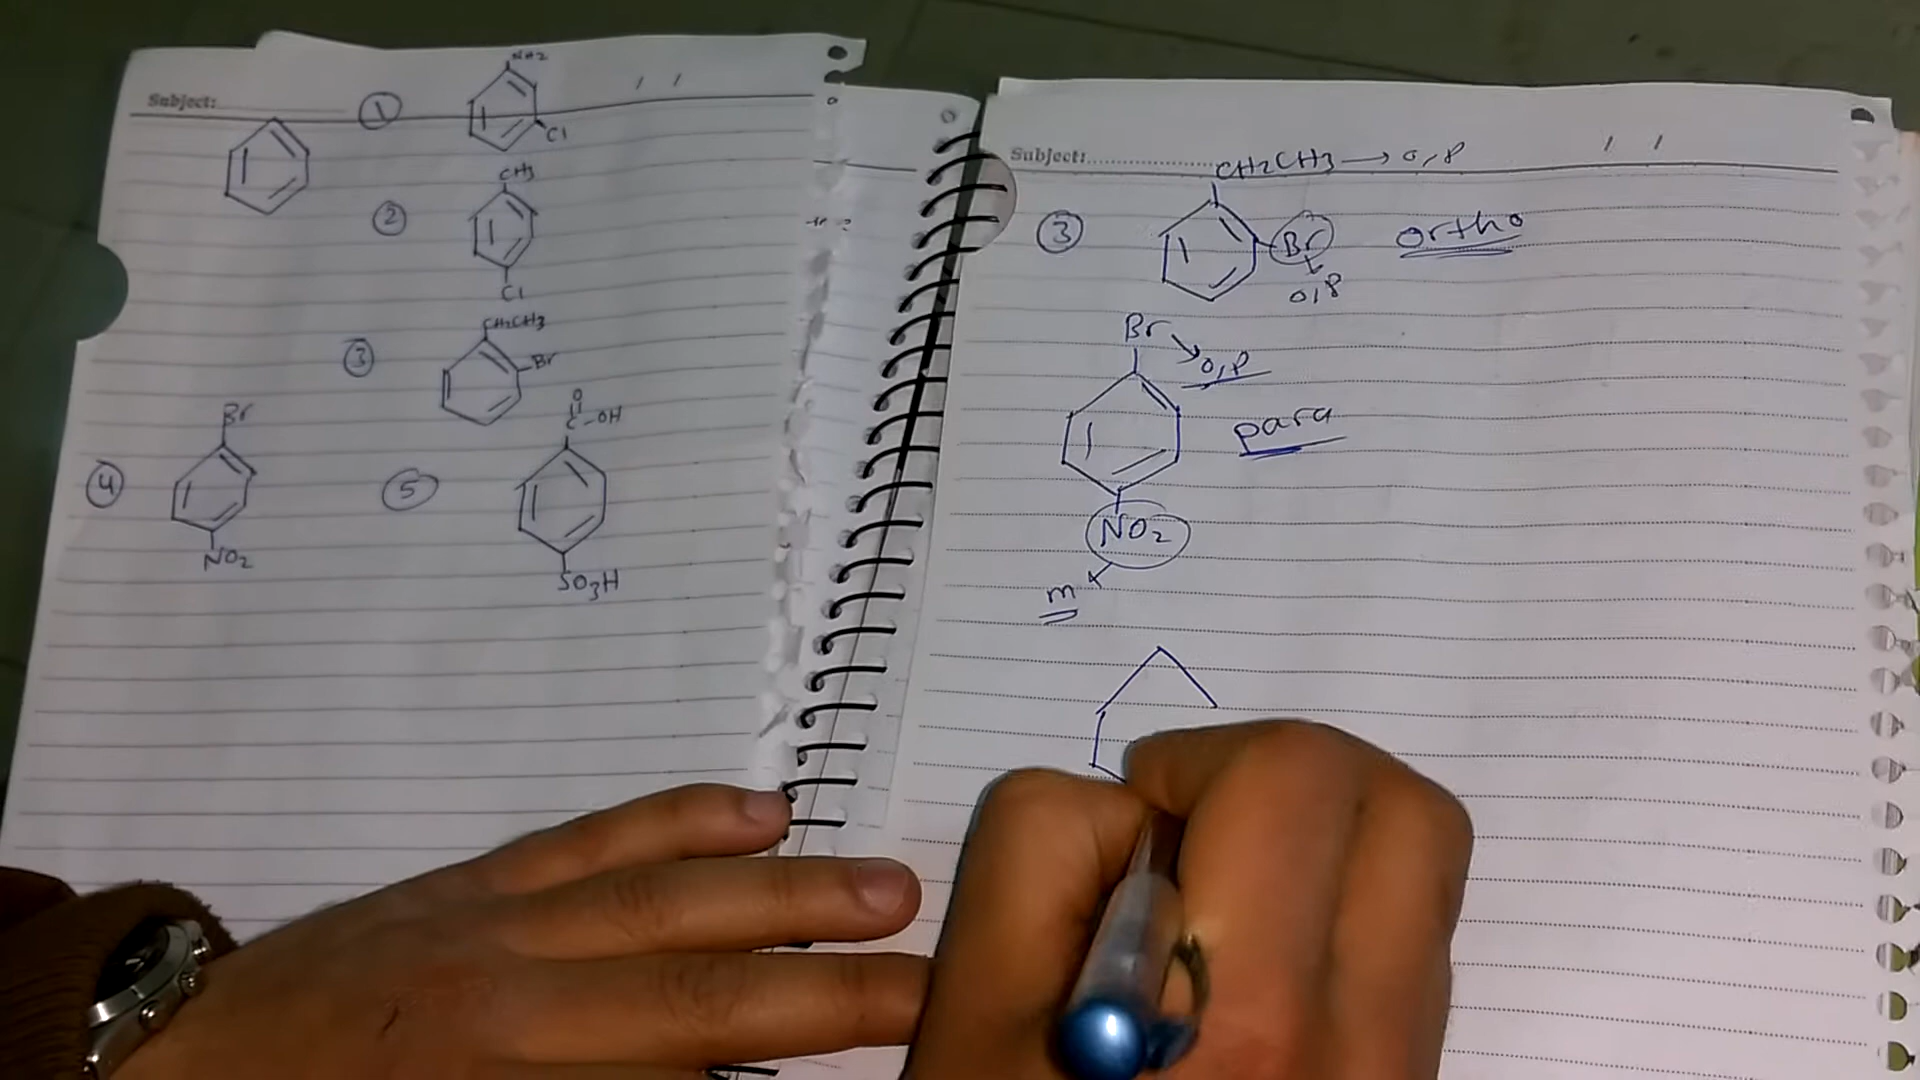 Subject:
/ /
①
NH2
Cl
②
CH3
Cl
③
CH2CH3
Br
④
Br
NO2
⑤
O
C-OH
SO3H
Subject:
/ /
CH2CH3 → o,p
③
Br
o,p
ortho
Br
o,p
para
NO2
m